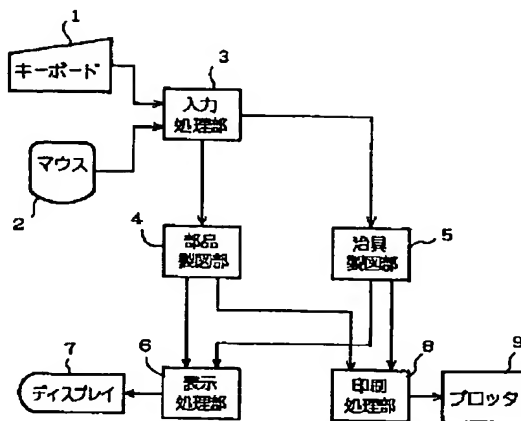 1
キーボード
3
入力
処理部
マウス
2
4
部品
製図部
治具
製図部
5
7
ディスプレイ
6
表示
処理部
8
印刷
処理部
9
プロッタ